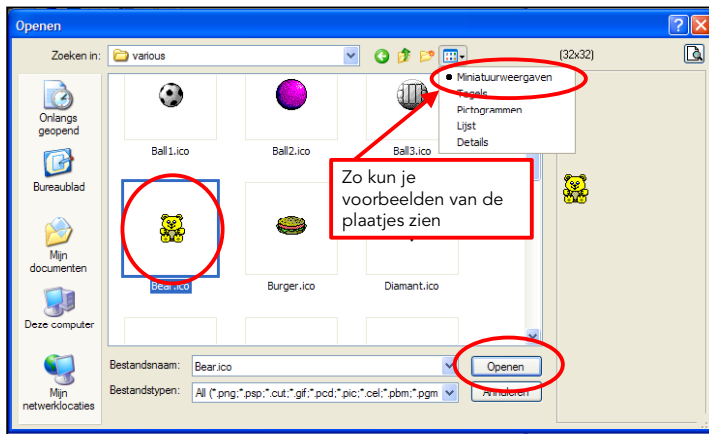 Openen
Zoeken in:
various
(32x32)
Miniatuurweergaven
Tegels
Pictogrammen
Lijst
Details
Onlangs
geopend
Bureaublad
Mijn
documenten
Deze computer
Mijn
netwerklocaties
Ball1.ico
Ball2.ico
Ball3.ico
Zo kun je
voorbeelden van de
plaatjes zien
Bear.ico
Burger.ico
Diamant.ico
Bestandsnaam:
Bear.ico
Openen
Bestandstypen:
All (*.png;*.psp;*.cut;*.gif;*.pcd;*.pic;*.cel;*.pbm;*.pgm
Annuleren